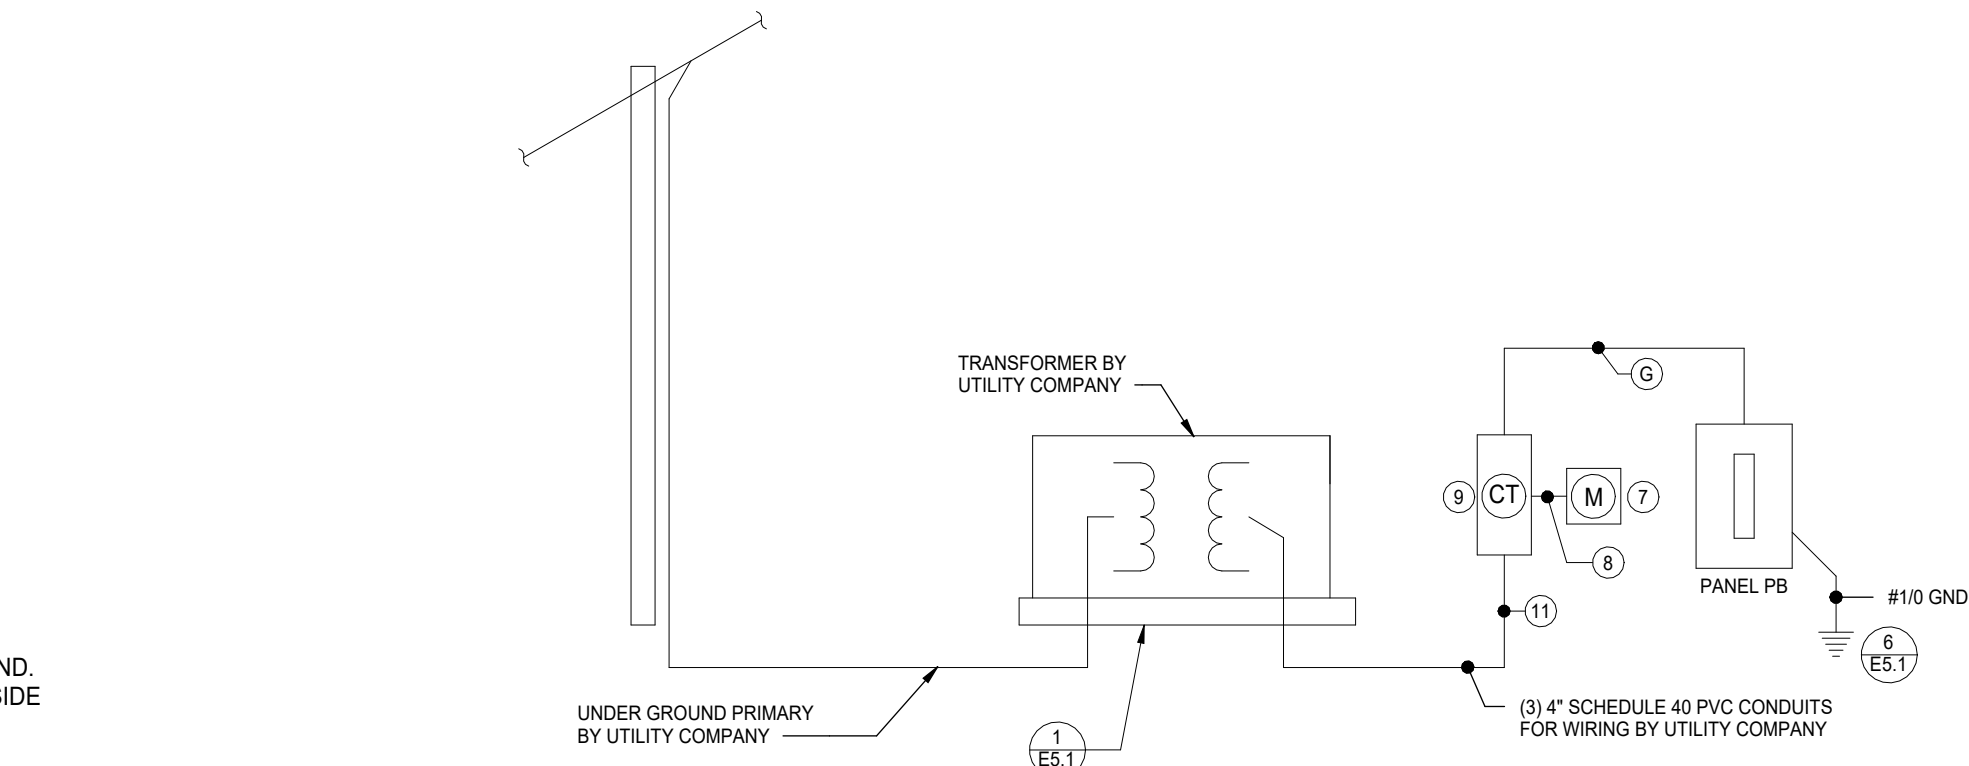 TRANSFORMER BY
UTILITY COMPANY
G
9
CT
M
7
8
PANEL PB
#1/0 GND
11
6
E5.1
ND.
SIDE
UNDER GROUND PRIMARY
BY UTILITY COMPANY
1
E5.1
(3) 4" SCHEDULE 40 PVC CONDUITS
FOR WIRING BY UTILITY COMPANY